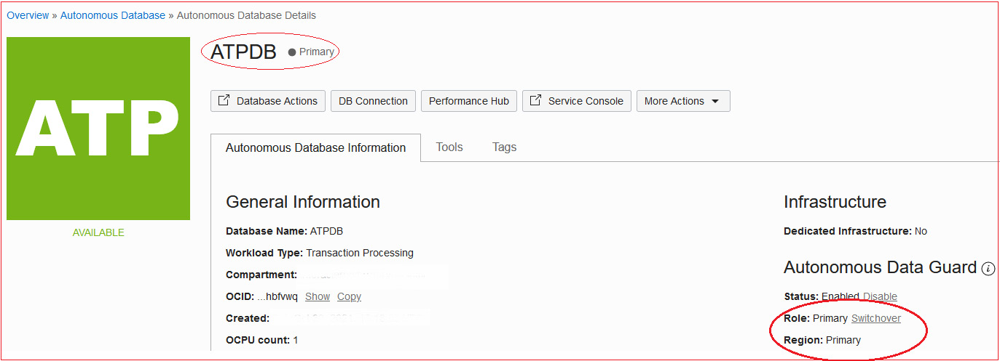 Overview » Autonomous Database » Autonomous Database Details
ATP
AVAILABLE
ATPDB Primary
Database Actions DB Connection Performance Hub Service Console More Actions
Autonomous Database Information Tools Tags
General Information
Database Name: ATPDB
Workload Type: Transaction Processing
Compartment:
OCID: ...hbfvwq Show Copy
Created:
OCPU count: 1
Infrastructure
Dedicated Infrastructure: No
Autonomous Data Guard i
Status: Enabled Disable
Role: Primary Switchover
Region: Primary